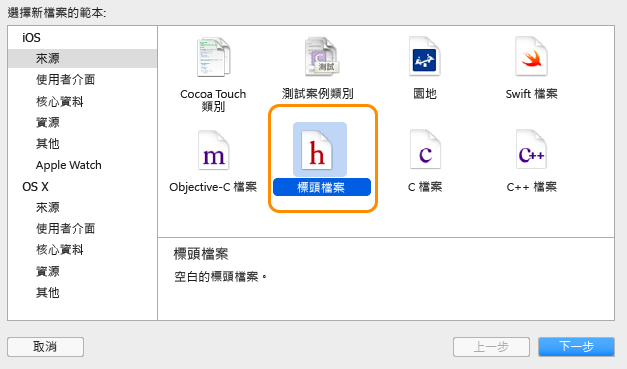 選擇新檔案的範本:
iOS
來源
使用者介面
核心資料
資源
其他
Apple Watch
OS X
來源
使用者介面
核心資料
資源
其他
Cocoa Touch
類別
測試
測試案例類別
園地
Swift 檔案
m
Objective-C 檔案
h
標頭檔案
c
C 檔案
C++
C++ 檔案
標頭檔案
空白的標頭檔案。
取消
上一步
下一步